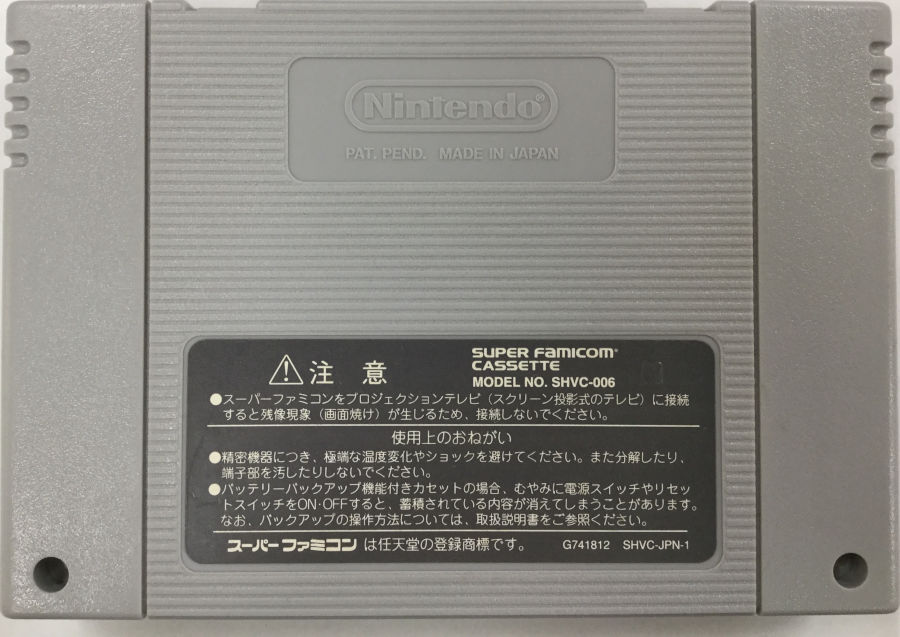 Nintendo®
PAT. PEND. MADE IN JAPAN
⚠注 意
SUPER FAMICOM®
CASSETTE
MODEL NO. SHVC-006
●スーパーファミコンをプロジェクションテレビ（スクリーン投影式のテレビ）に接続
すると残像現象（画面焼け）が生じるため、接続しないでください。
使用上のおねがい
●精密機器につき、極端な温度変化やショックを避けてください。また分解したり、
端子部を汚したりしないでください。
●バッテリーバックアップ機能付きカセットの場合、むやみに電源スイッチやリセッ
トスイッチをON·OFFすると、蓄積されている内容が消えてしまうことがあります。
なお、バックアップの操作方法については、取扱説明書をご参照ください。
スーパーファミコン は任天堂の登録商標です。 G741812 SHVC-JPN-1